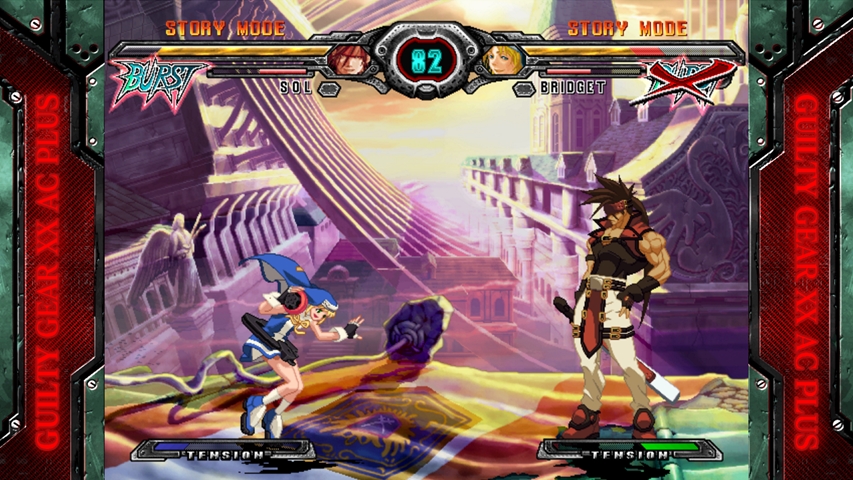 STORY MODE
STORY MODE
82
BURST
SOL
BRIDGET
GUILTY GEAR XX AC PLUS
GUILTY GEAR XX AC PLUS
TENSION
TENSION